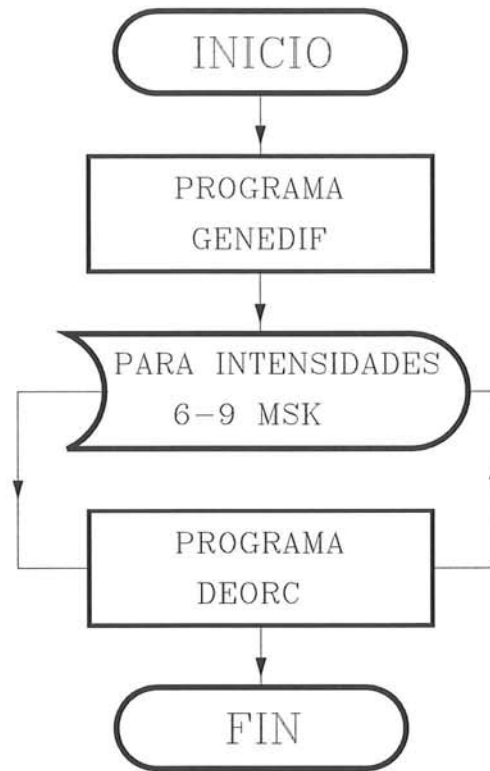 INICIO
PROGRAMA
GENEDIF
PARA INTENSIDADES
6-9 MSK
PROGRAMA
DEORC
FIN